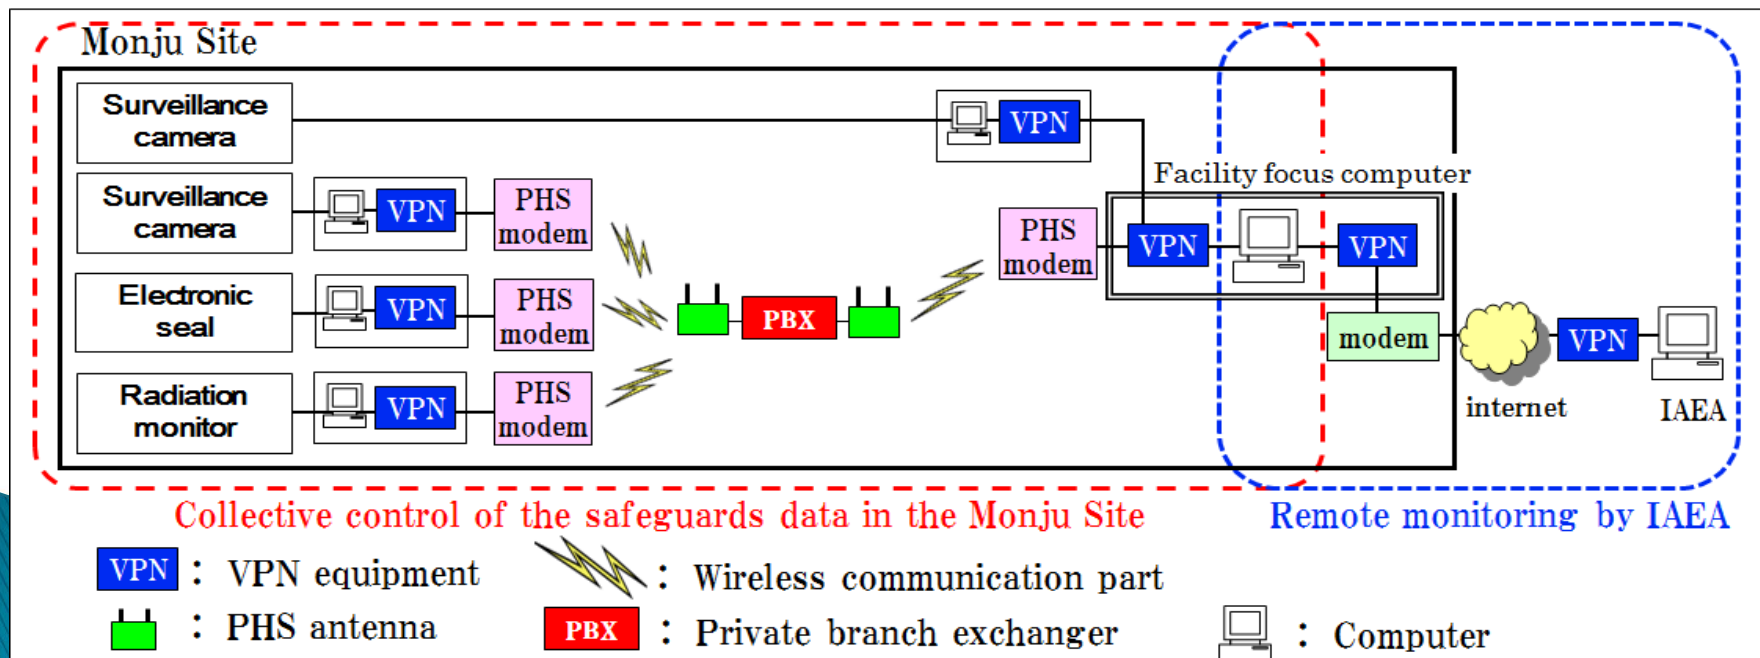 Monju Site
Surveillance
camera
VPN
Surveillance
camera
VPN
PHS
modem
Facility focus computer
PHS
modem
VPN
VPN
Electronic
seal
VPN
PHS
modem
PBX
modem
VPN
internet
IAEA
Radiation
monitor
VPN
PHS
modem
Collective control of the safeguards data in the Monju Site
Remote monitoring by IAEA
VPN : VPN equipment
: Wireless communication part
: PHS antenna
PBX : Private branch exchanger
: Computer